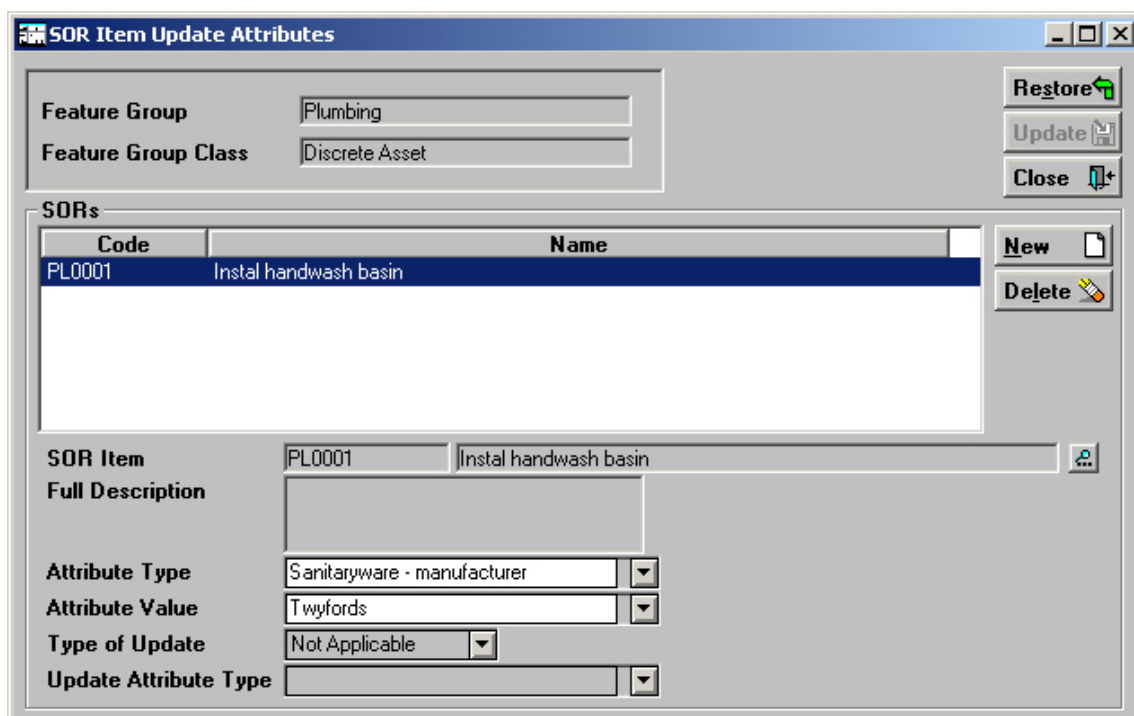 SOR Item Update Attributes
Feature Group Plumbing
Feature Group Class Discrete Asset
Restore
Update
Close
SORs
Code Name
PL0001 Instal handwash basin
New
Delete
SOR Item PL0001 Instal handwash basin
Full Description
Attribute Type Sanitaryware - manufacturer
Attribute Value Twyfords
Type of Update Not Applicable
Update Attribute Type